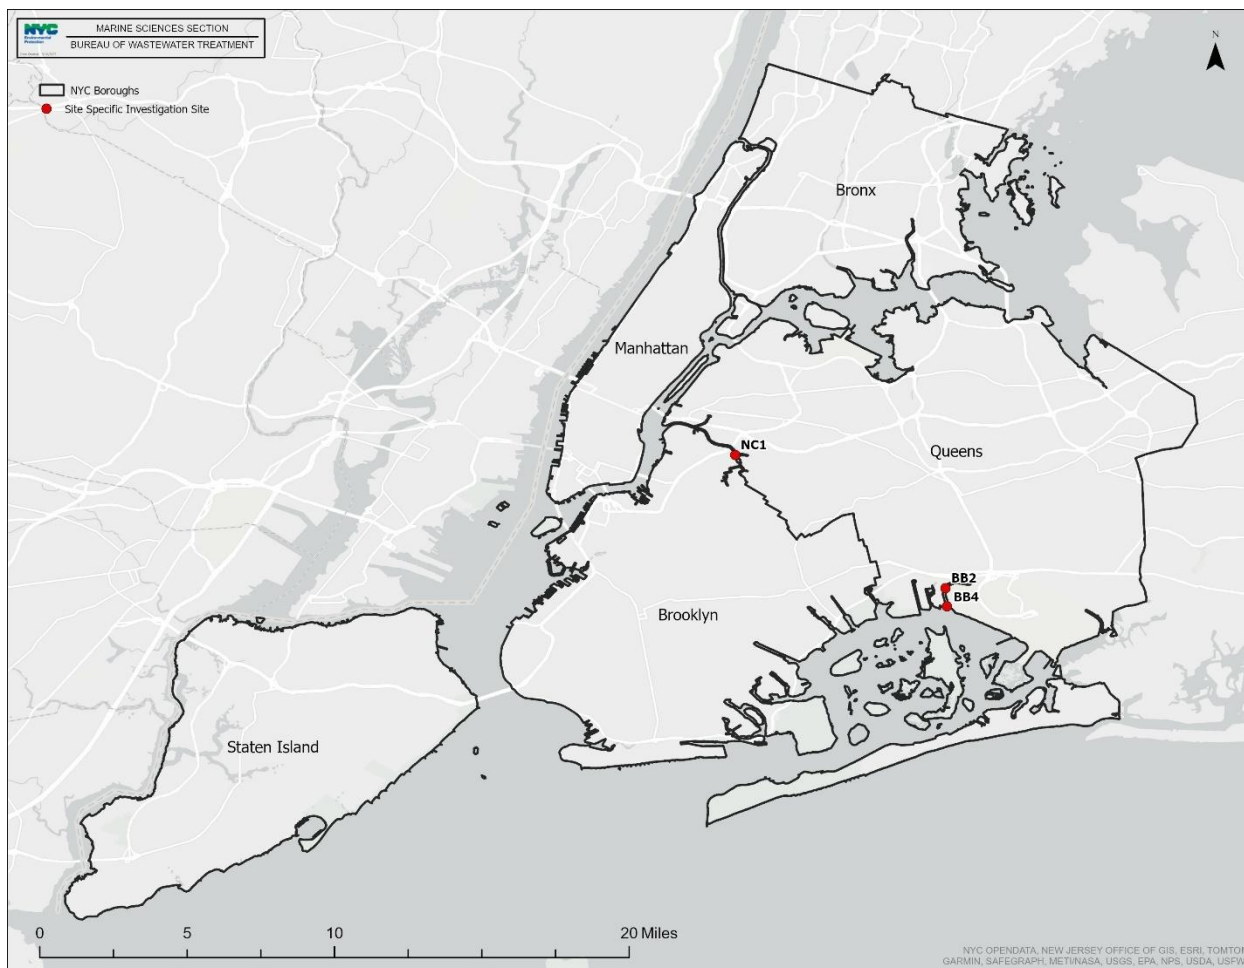 NYC
Environmental
Protection
MARINE SCIENCES SECTION
BUREAU OF WASTEWATER TREATMENT
N
NYC Boroughs
Site Specific Investigation Site
Bronx
Manhattan
NC1
Queens
BB2
BB4
Brooklyn
Staten Island
0 5 10 20 Miles
NYC OPENDATA, NEW JERSEY OFFICE OF GIS, ESRI, TOMTOM
GARMIN, SAFEGRAPH, METI/NASA, USGS, EPA, NPS, USDA, USFW